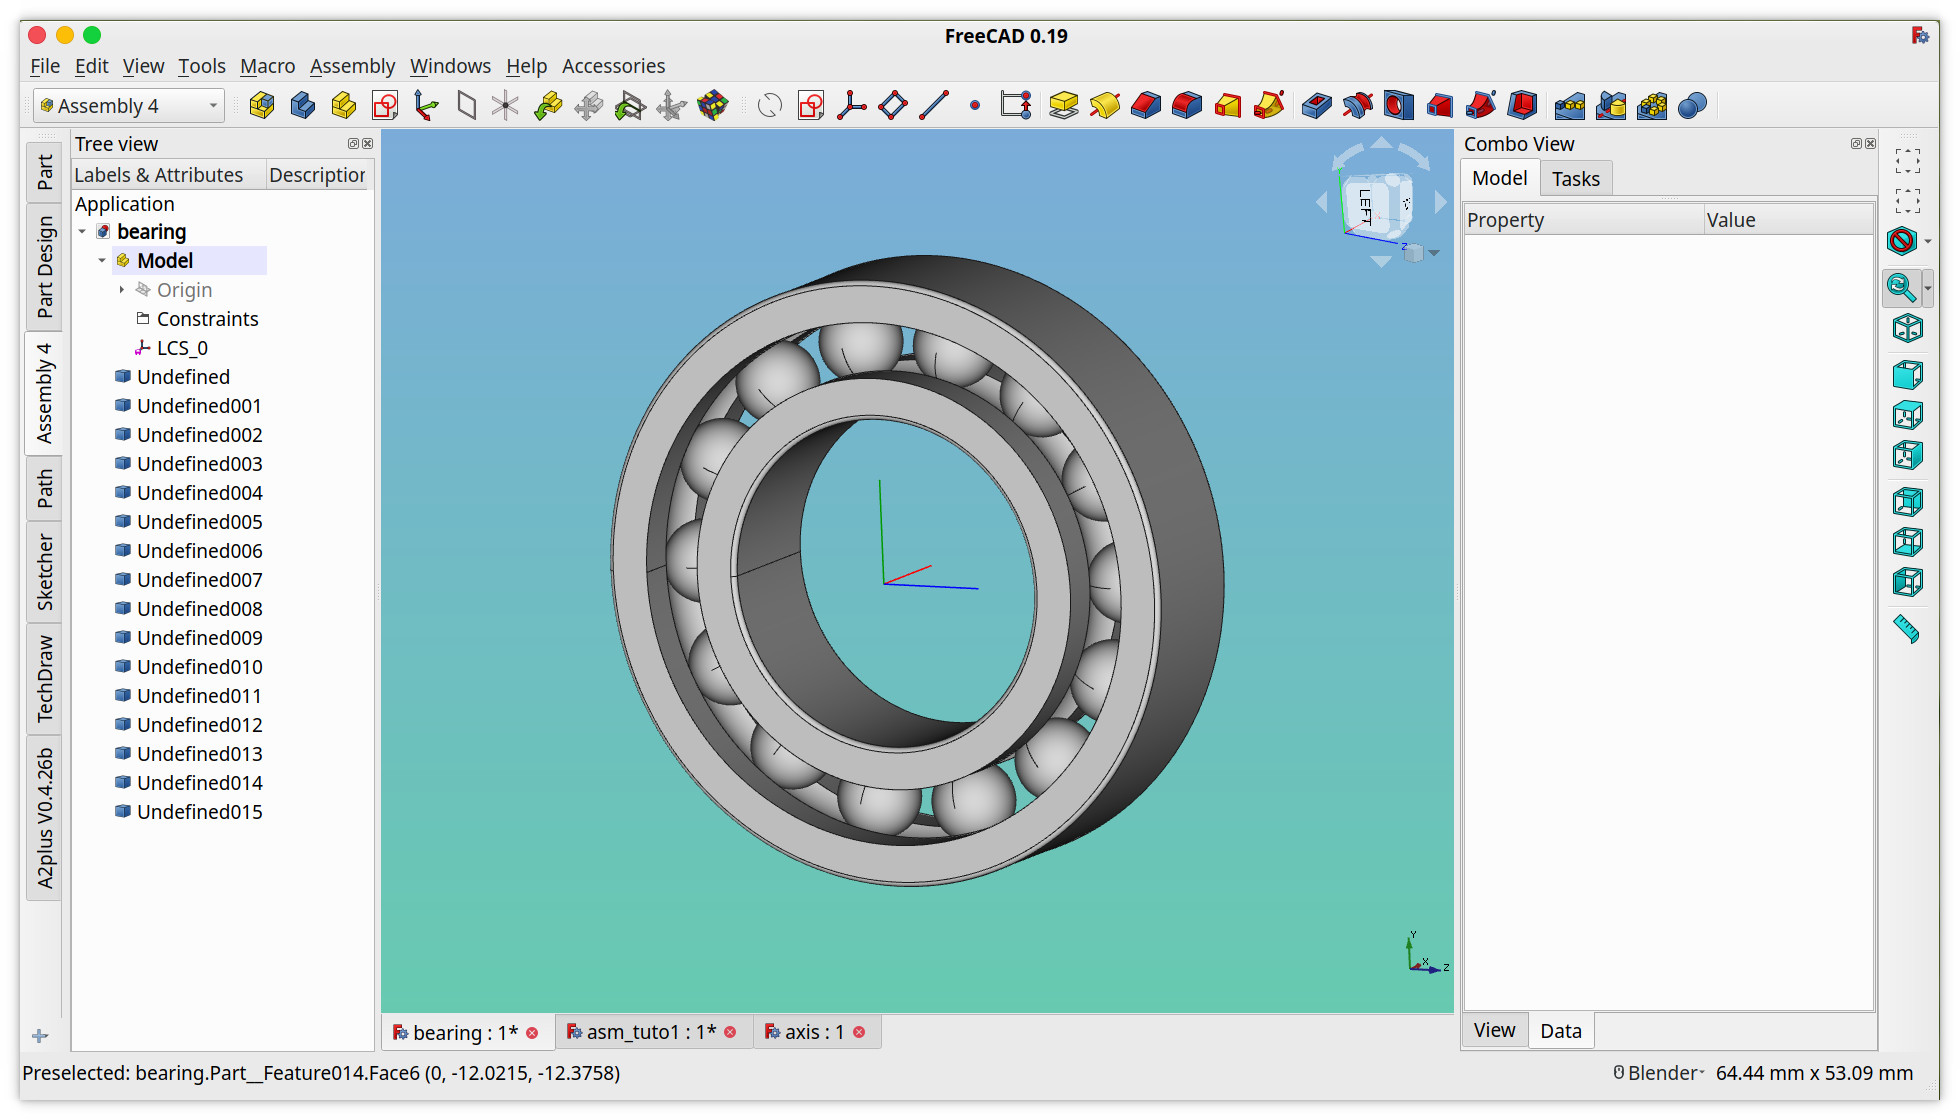 FreeCAD 0.19
File Edit View Tools Macro Assembly Windows Help Accessories
Assembly 4
Tree view
Labels & Attributes Description
Application
bearing
Model
Origin
Constraints
LCS_0
Undefined
Undefined001
Undefined002
Undefined003
Undefined004
Undefined005
Undefined006
Undefined007
Undefined008
Undefined009
Undefined010
Undefined011
Undefined012
Undefined013
Undefined014
Undefined015
Part
Part Design
Assembly 4
Path
Sketcher
TechDraw
A2plus V0.4.26b
LEFT
Z
Y
X
Z
bearing : 1*
asm_tuto1 : 1*
axis : 1
Combo View
Model Tasks
Property Value
View Data
Preselected: bearing.Part__Feature014.Face6 (0, -12.0215, -12.3758)
Blender 64.44 mm x 53.09 mm